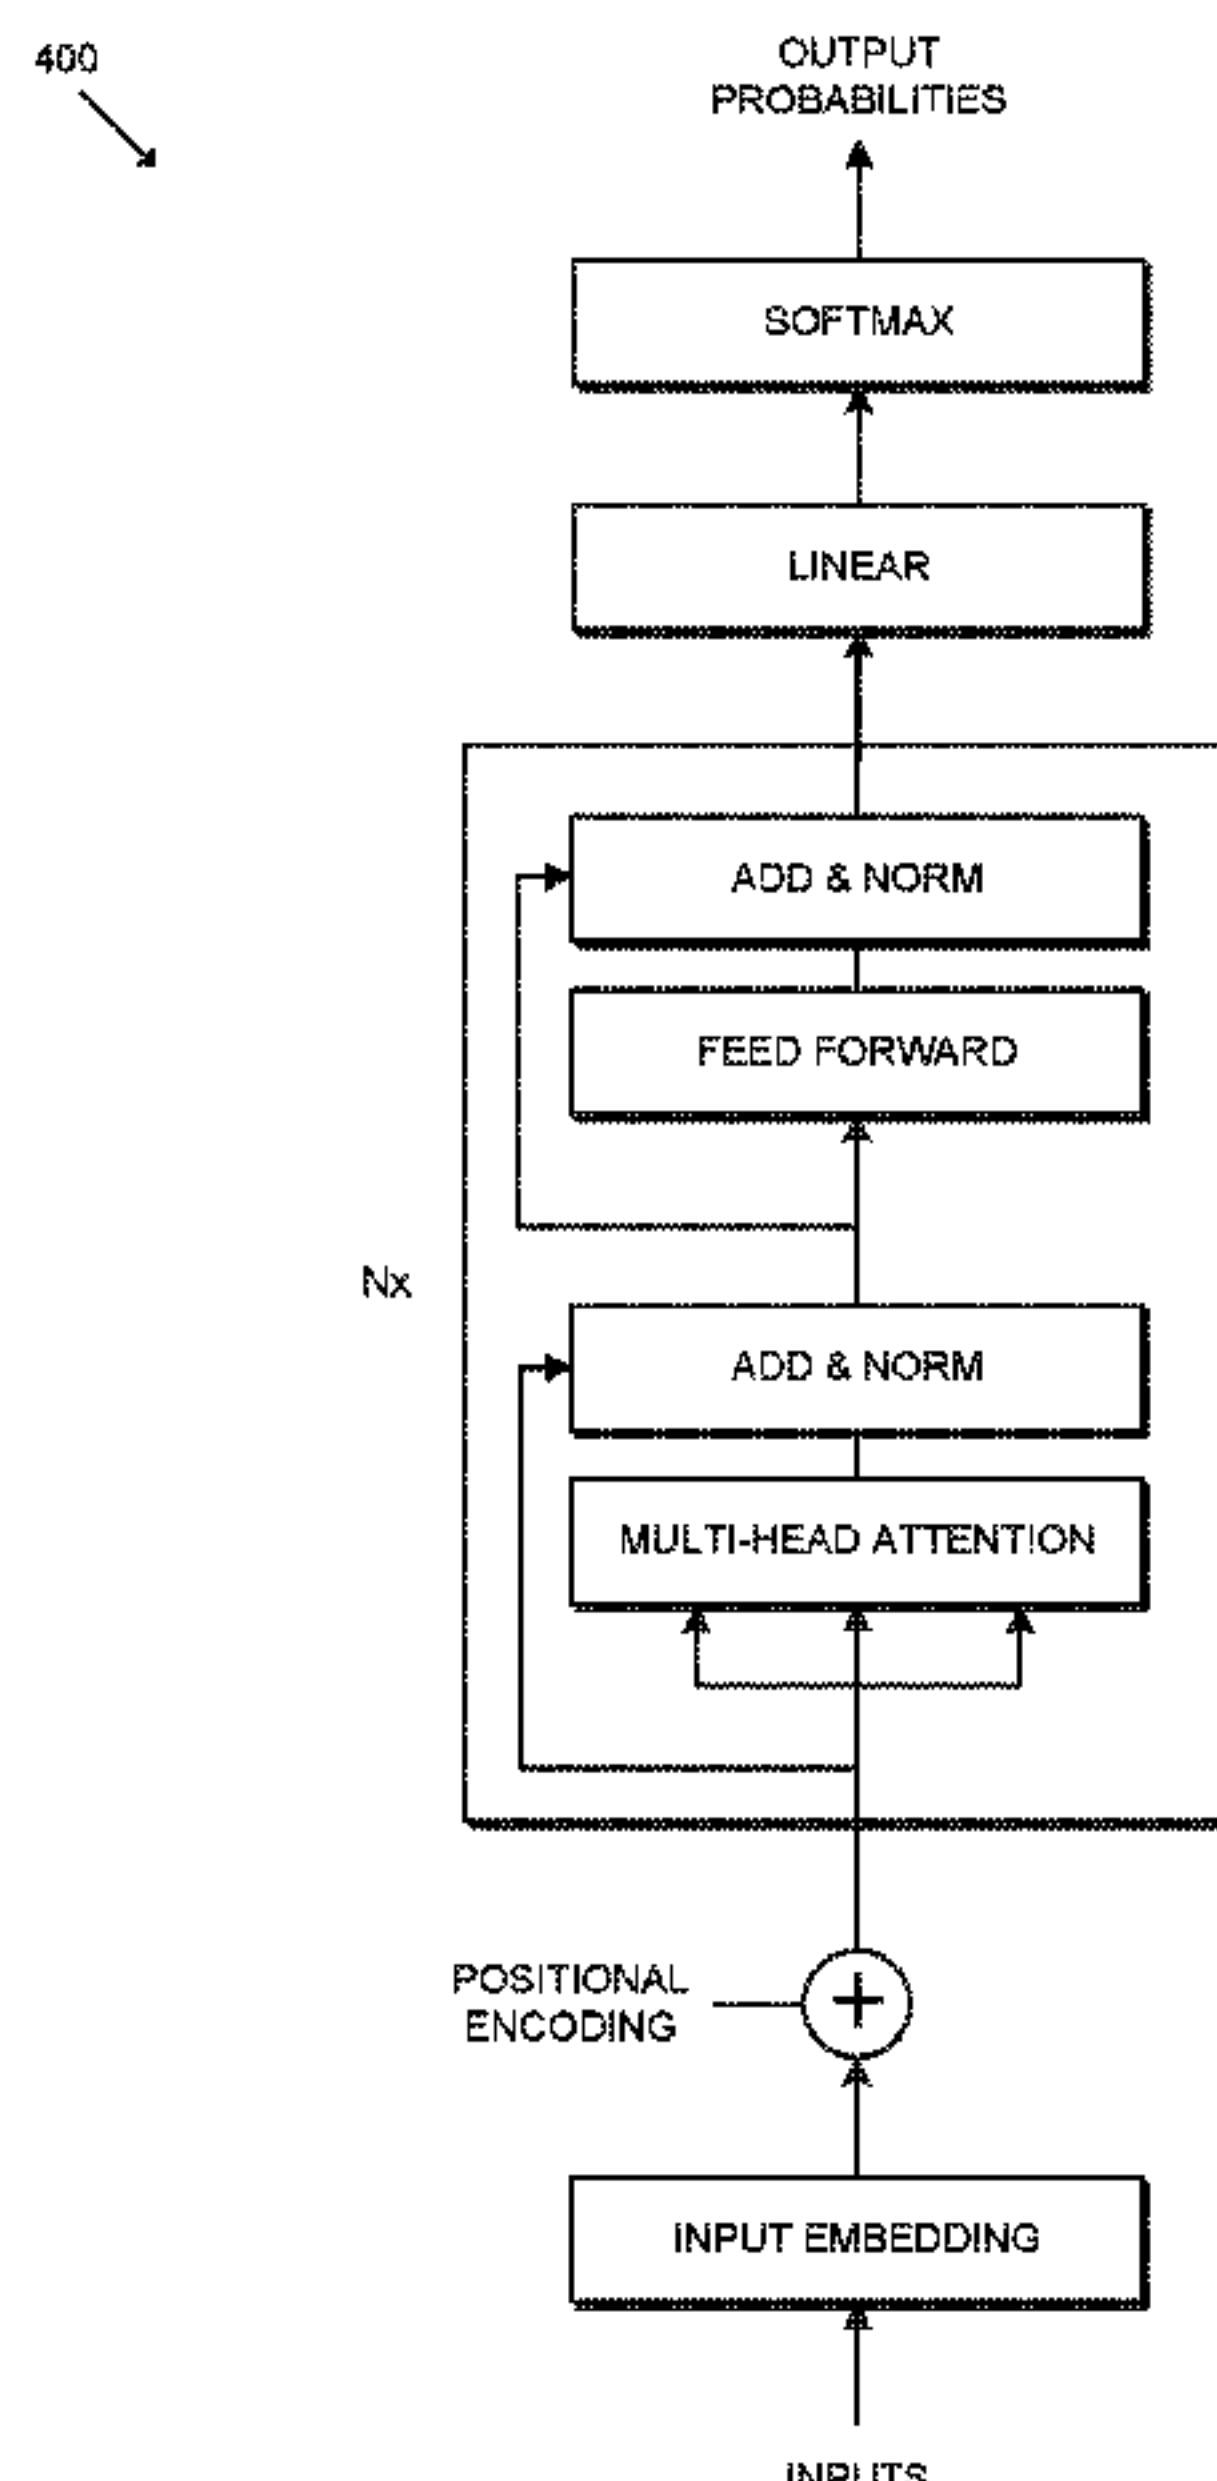 400
OUTPUT
PROBABILITIES
SOFTMAX
LINEAR
ADD & NORM
FEED FORWARD
Nx
ADD & NORM
MULTI-HEAD ATTENTION
POSITIONAL
ENCODING
+
INPUT EMBEDDING
INPUTS